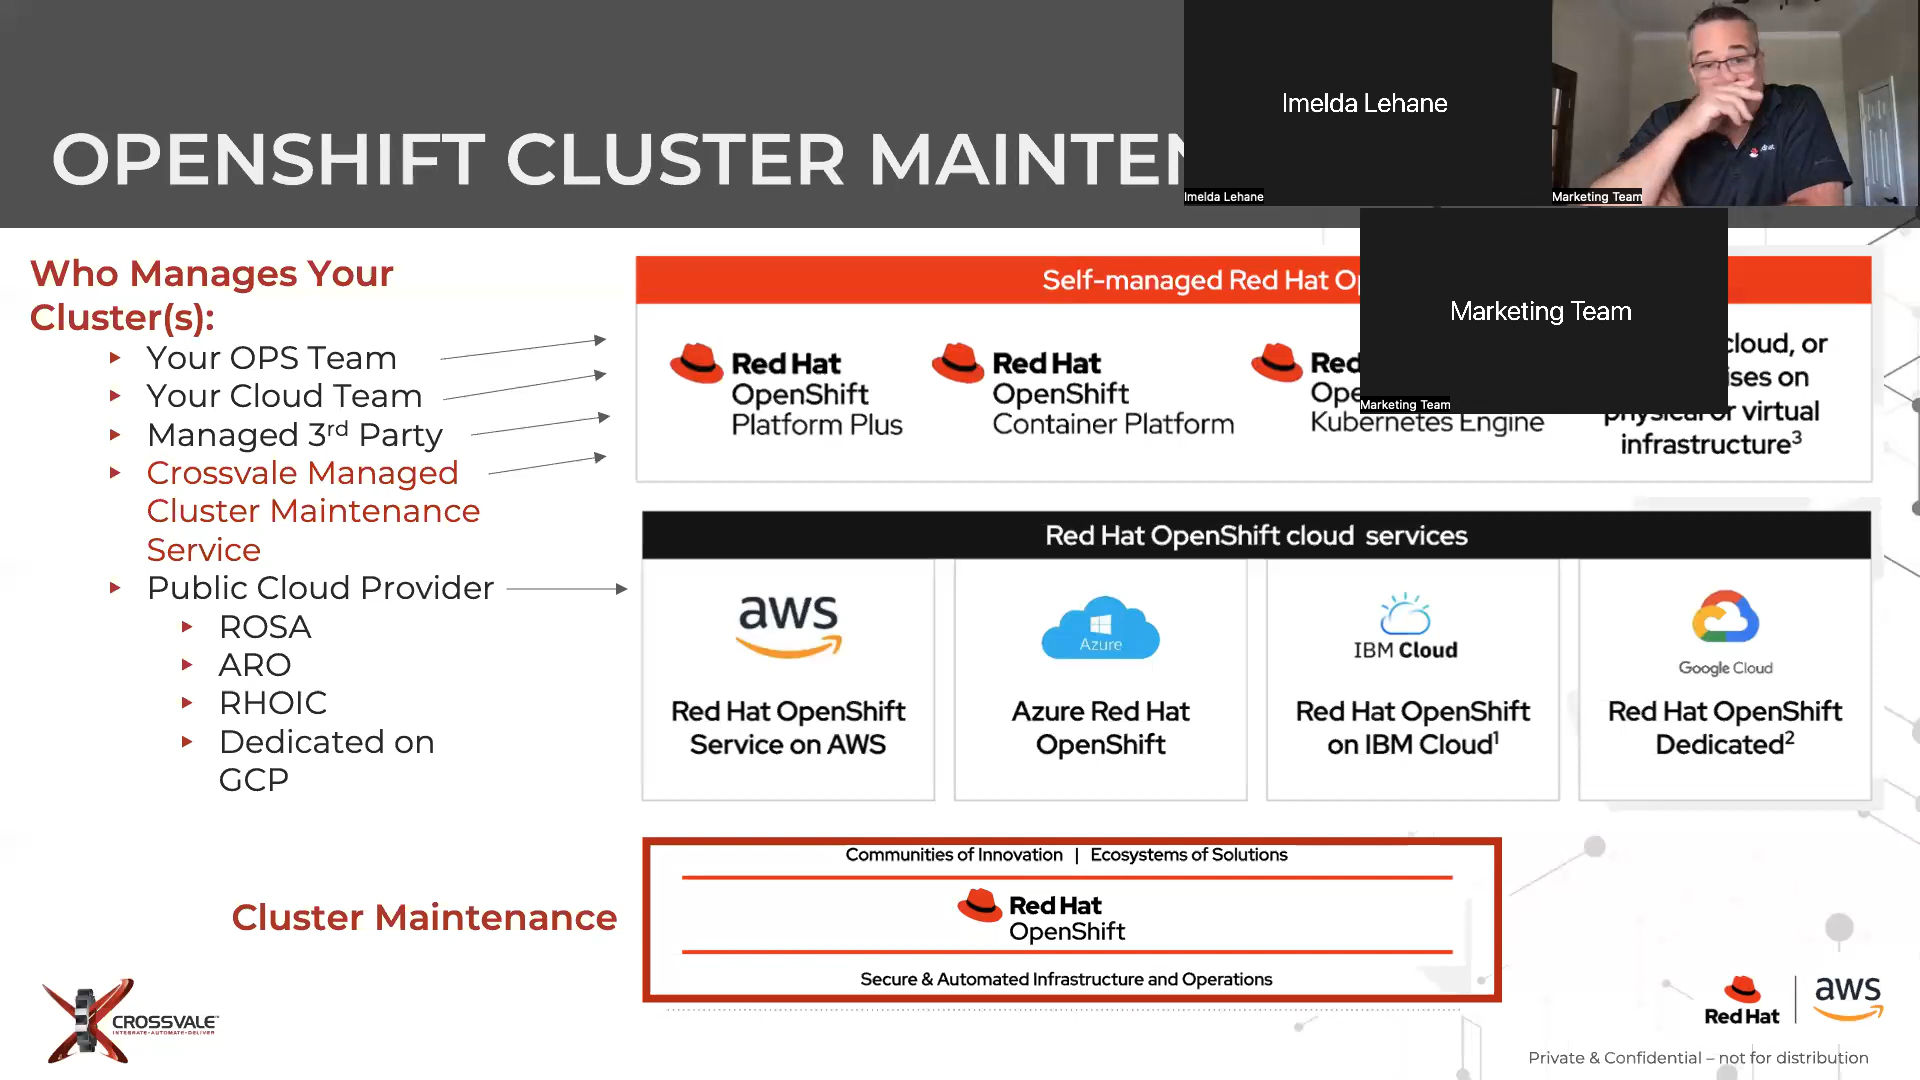 OPENSHIFT CLUSTER MAINTEN
Imelda Lehane
Imelda Lehane
Marketing Team
Marketing Team
Marketing Team
Who Manages Your
Cluster(s):
Your OPS Team
Your Cloud Team
Managed 3rd Party
Crossvale Managed
Cluster Maintenance
Service
Public Cloud Provider
ROSA
ARO
RHOIC
Dedicated on
GCP
Self-managed Red Hat Op
Red Hat
OpenShift
Platform Plus
Red Hat
OpenShift
Container Platform
Red
Ope
Kubernetes Engine
cloud, or
ises on
physical or virtual
infrastructure3
Red Hat OpenShift cloud services
aws
Red Hat OpenShift
Service on AWS
Azure
Azure Red Hat
OpenShift
IBM Cloud
Red Hat OpenShift
on IBM Cloud1
Google Cloud
Red Hat OpenShift
Dedicated2
Cluster Maintenance
Communities of Innovation | Ecosystems of Solutions
Red Hat
OpenShift
Secure & Automated Infrastructure and Operations
CROSSVALE
INTEGRATE-AUTOMATE-DELIVER
Red Hat
aws
Private & Confidential – not for distribution